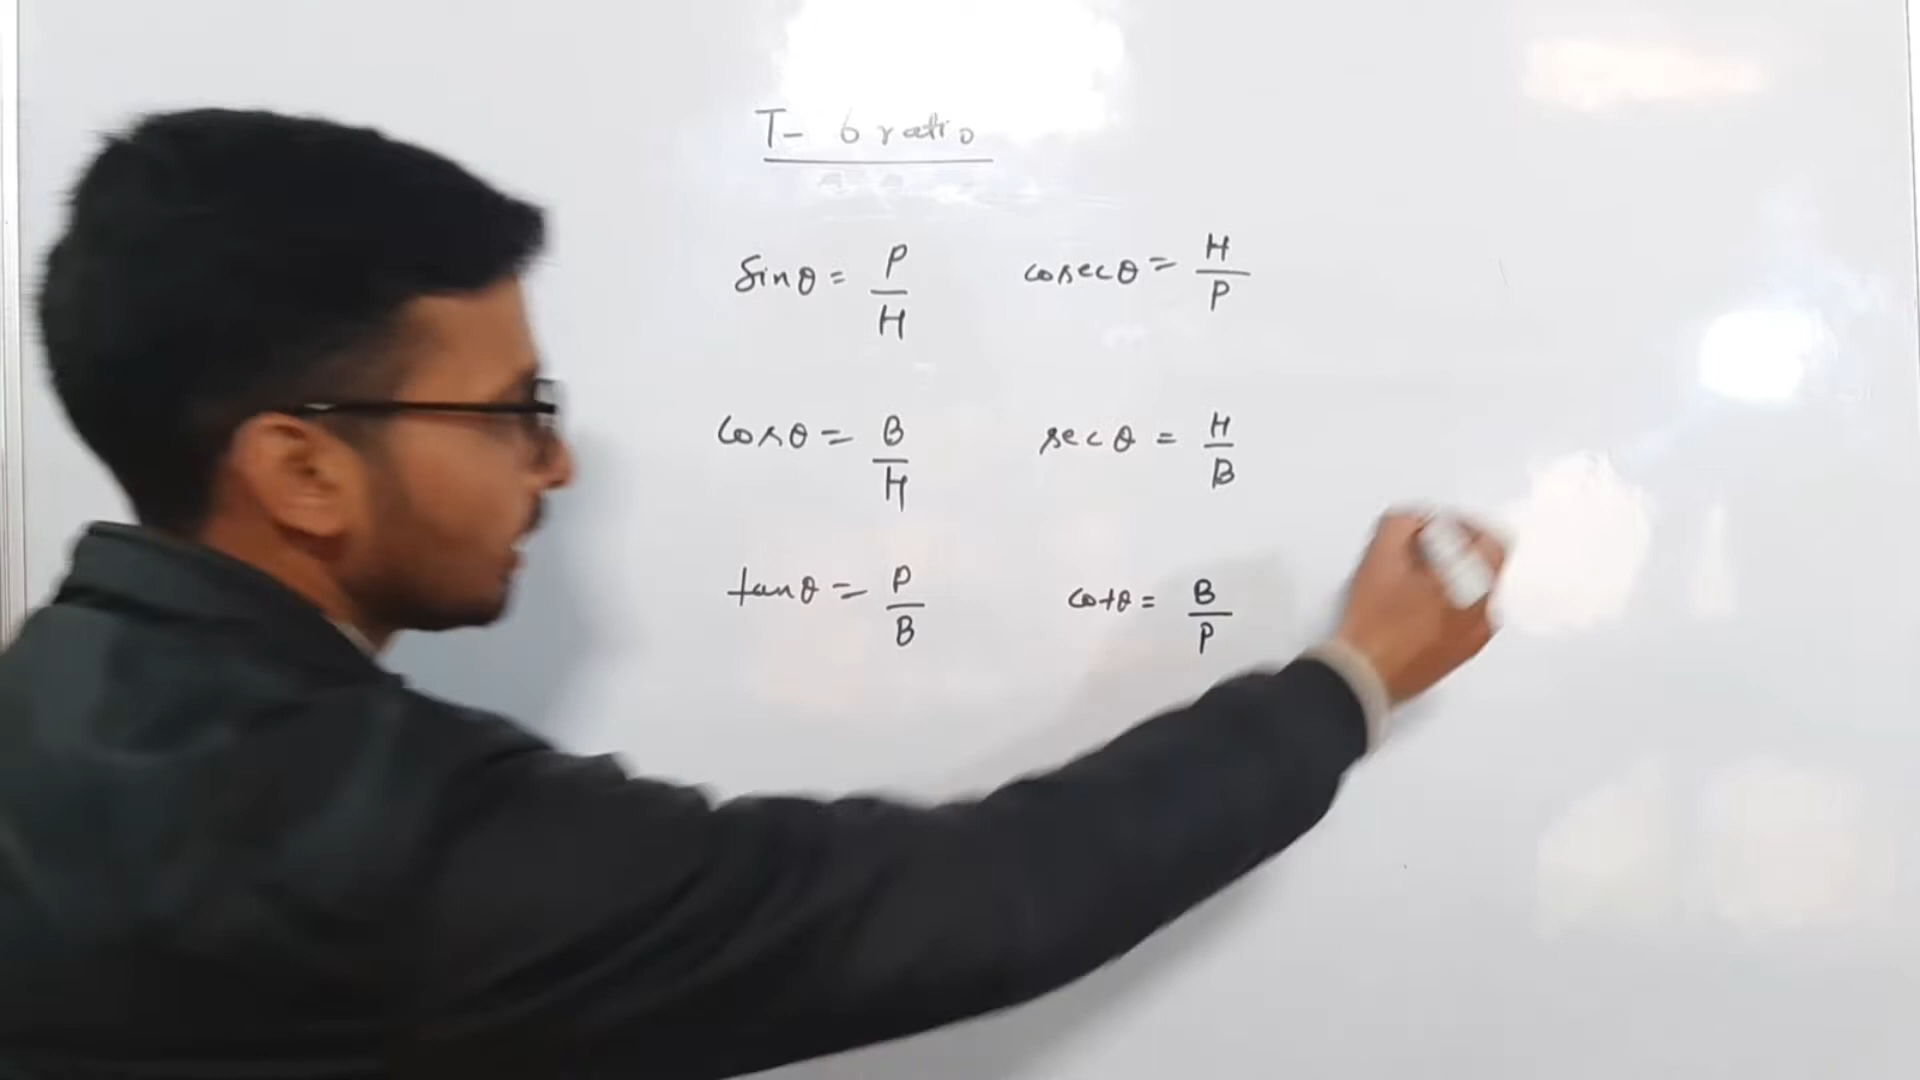 T- 6 ratio
sinθ = P/H cosecθ = H/P
cosθ = B/H secθ = H/B
tanθ = P/B cotθ = B/P